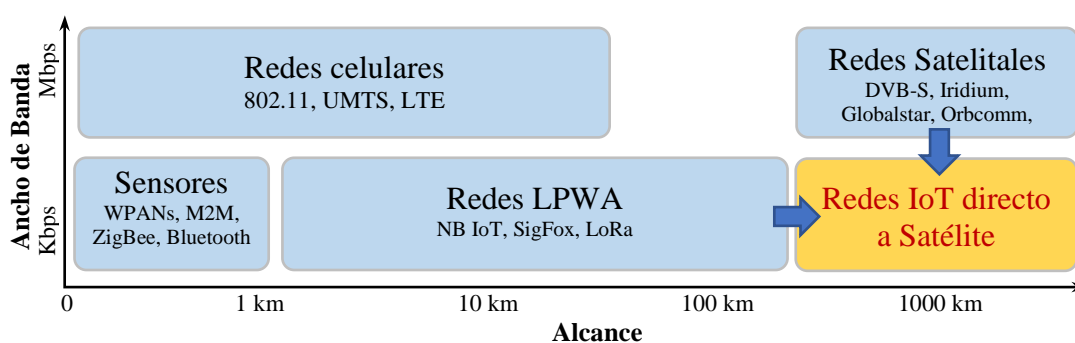 Ancho de Banda
Mbps
Kbps
Redes celulares
802.11, UMTS, LTE
Redes Satelitales
DVB-S, Iridium,
Globalstar, Orbcomm,
Sensores
WPANs, M2M,
ZigBee, Bluetooth
Redes LPWA
NB IoT, SigFox, LoRa
Redes IoT directo
a Satélite
0
1 km
10 km
100 km
1000 km
Alcance